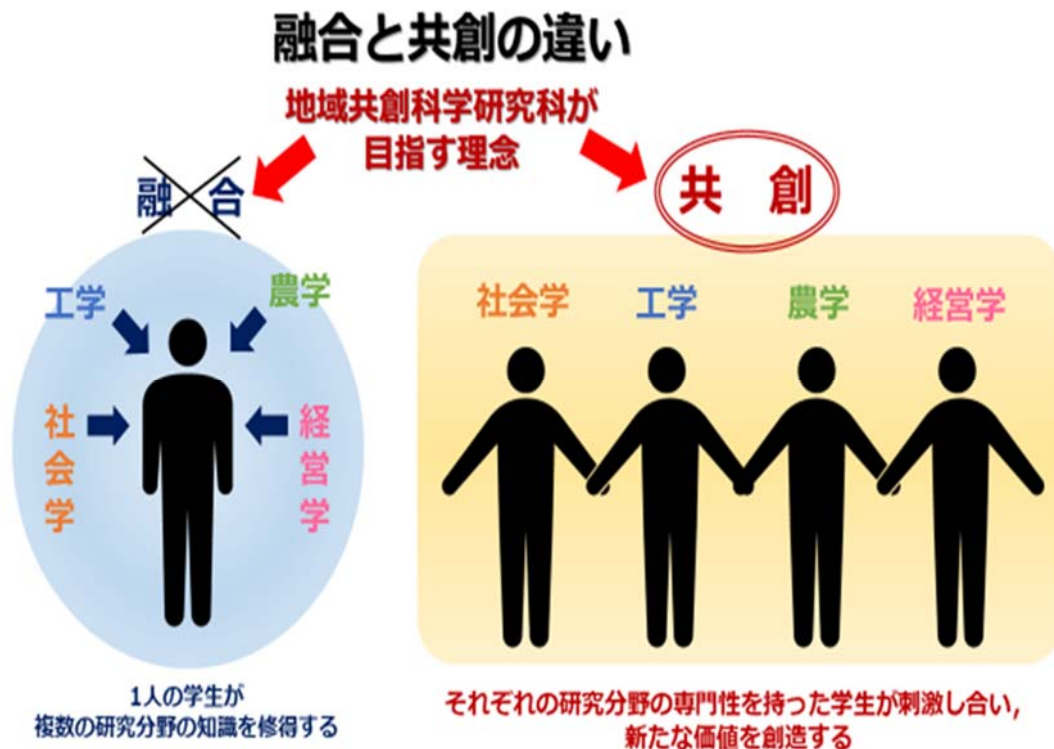 融合と共創の違い
地域共創科学研究科が
目指す理念
融　合
共　創
工学
農学
社会学
経営学
1人の学生が
複数の研究分野の知識を修得する
社会学
工学
農学
経営学
それぞれの研究分野の専門性を持った学生が刺激し合い,
新たな価値を創造する